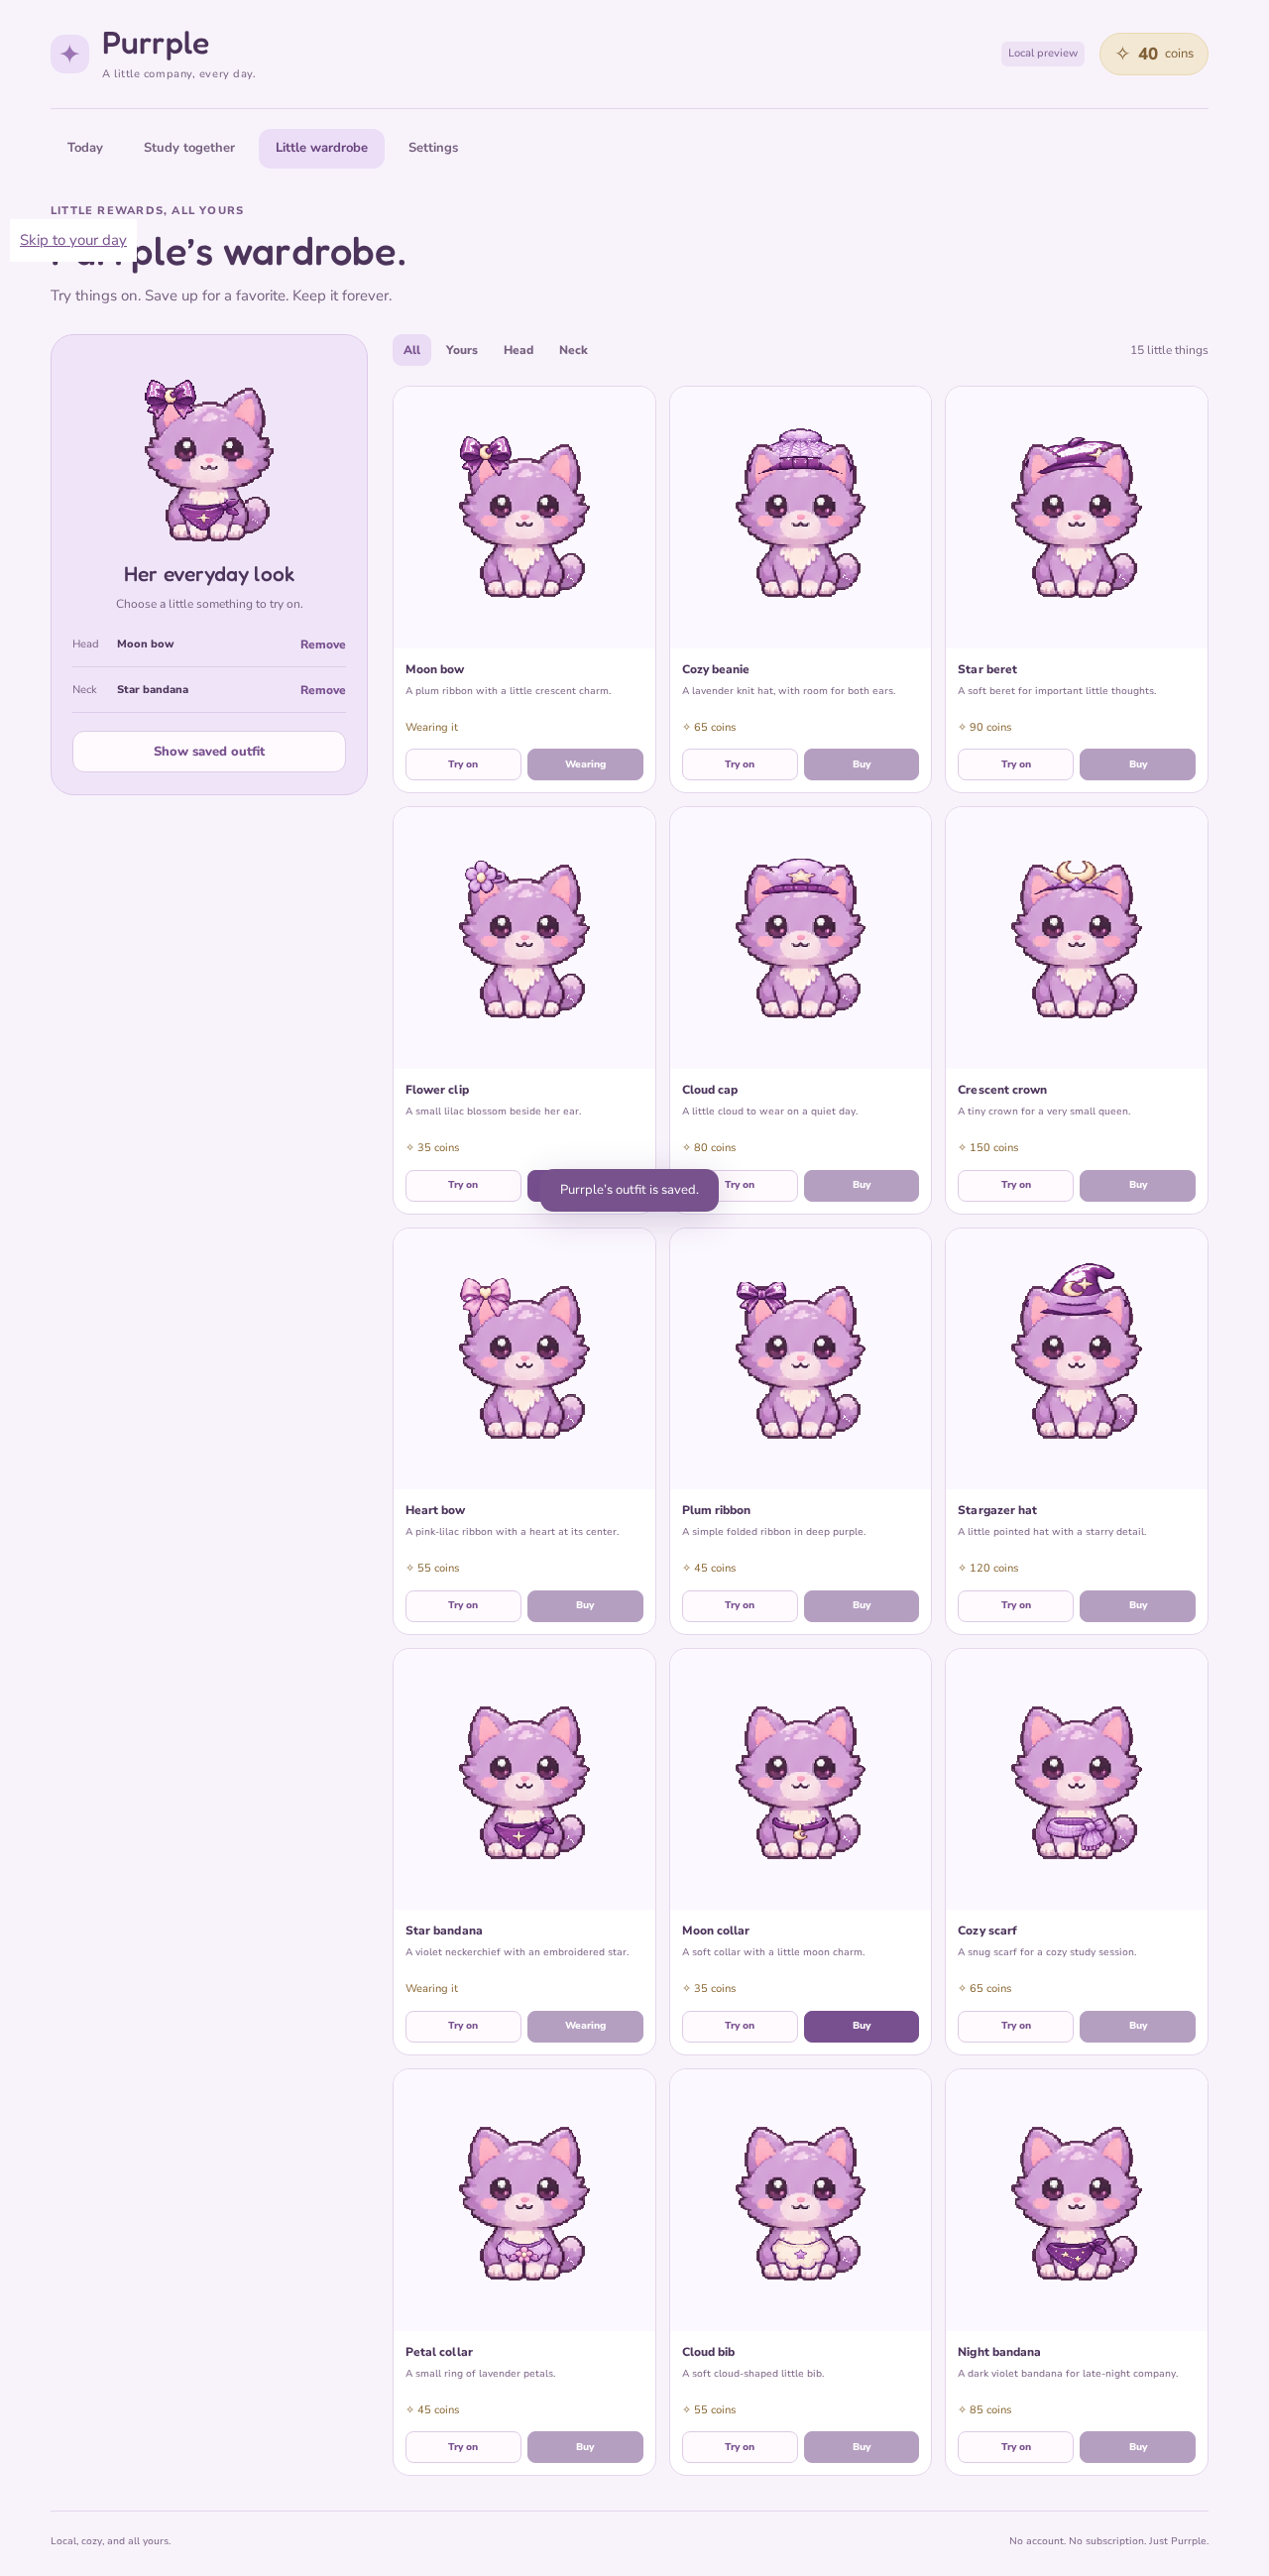 Purrple
A little company, every day.
Local preview
✧ 40 coins
Today
Study together
Little wardrobe
Settings
LITTLE REWARDS, ALL YOURS
Skip to your day
Purrple’s wardrobe.
Try things on. Save up for a favorite. Keep it forever.
Her everyday look
Choose a little something to try on.
Head Moon bow Remove
Neck Star bandana Remove
Show saved outfit
All
Yours
Head
Neck
15 little things
Moon bow
A plum ribbon with a little crescent charm.
Wearing it
Try on
Wearing
Cozy beanie
A lavender knit hat, with room for both ears.
✧ 65 coins
Try on
Buy
Star beret
A soft beret for important little thoughts.
✧ 90 coins
Try on
Buy
Flower clip
A small lilac blossom beside her ear.
✧ 35 coins
Try on
Cloud cap
A little cloud to wear on a quiet day.
✧ 80 coins
Try on
Buy
Crescent crown
A tiny crown for a very small queen.
✧ 150 coins
Try on
Buy
Purrple’s outfit is saved.
Heart bow
A pink-lilac ribbon with a heart at its center.
✧ 55 coins
Try on
Buy
Plum ribbon
A simple folded ribbon in deep purple.
✧ 45 coins
Try on
Buy
Stargazer hat
A little pointed hat with a starry detail.
✧ 120 coins
Try on
Buy
Star bandana
A violet neckerchief with an embroidered star.
Wearing it
Try on
Wearing
Moon collar
A soft collar with a little moon charm.
✧ 35 coins
Try on
Buy
Cozy scarf
A snug scarf for a cozy study session.
✧ 65 coins
Try on
Buy
Petal collar
A small ring of lavender petals.
✧ 45 coins
Try on
Buy
Cloud bib
A soft cloud-shaped little bib.
✧ 55 coins
Try on
Buy
Night bandana
A dark violet bandana for late-night company.
✧ 85 coins
Try on
Buy
Local, cozy, and all yours.
No account. No subscription. Just Purrple.